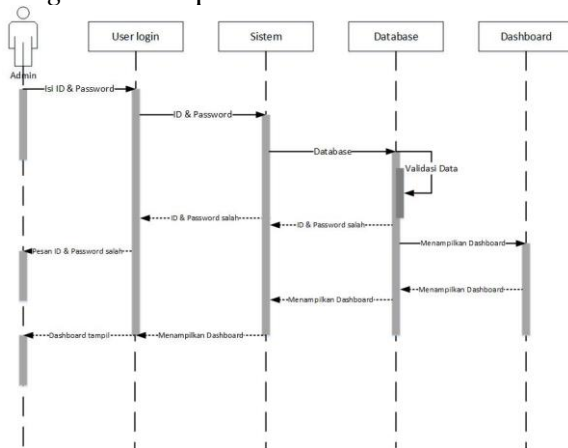 User login
Sistem
Database
Dashboard
Admin
Isi ID & Password
ID & Password
Database
Validasi Data
ID & Password salah
ID & Password salah
Menampilkan Dashboard
Pesan ID & Password salah
Menampilkan Dashboard
Menampilkan Dashboard
Dashboard tampil
Menampilkan Dashboard